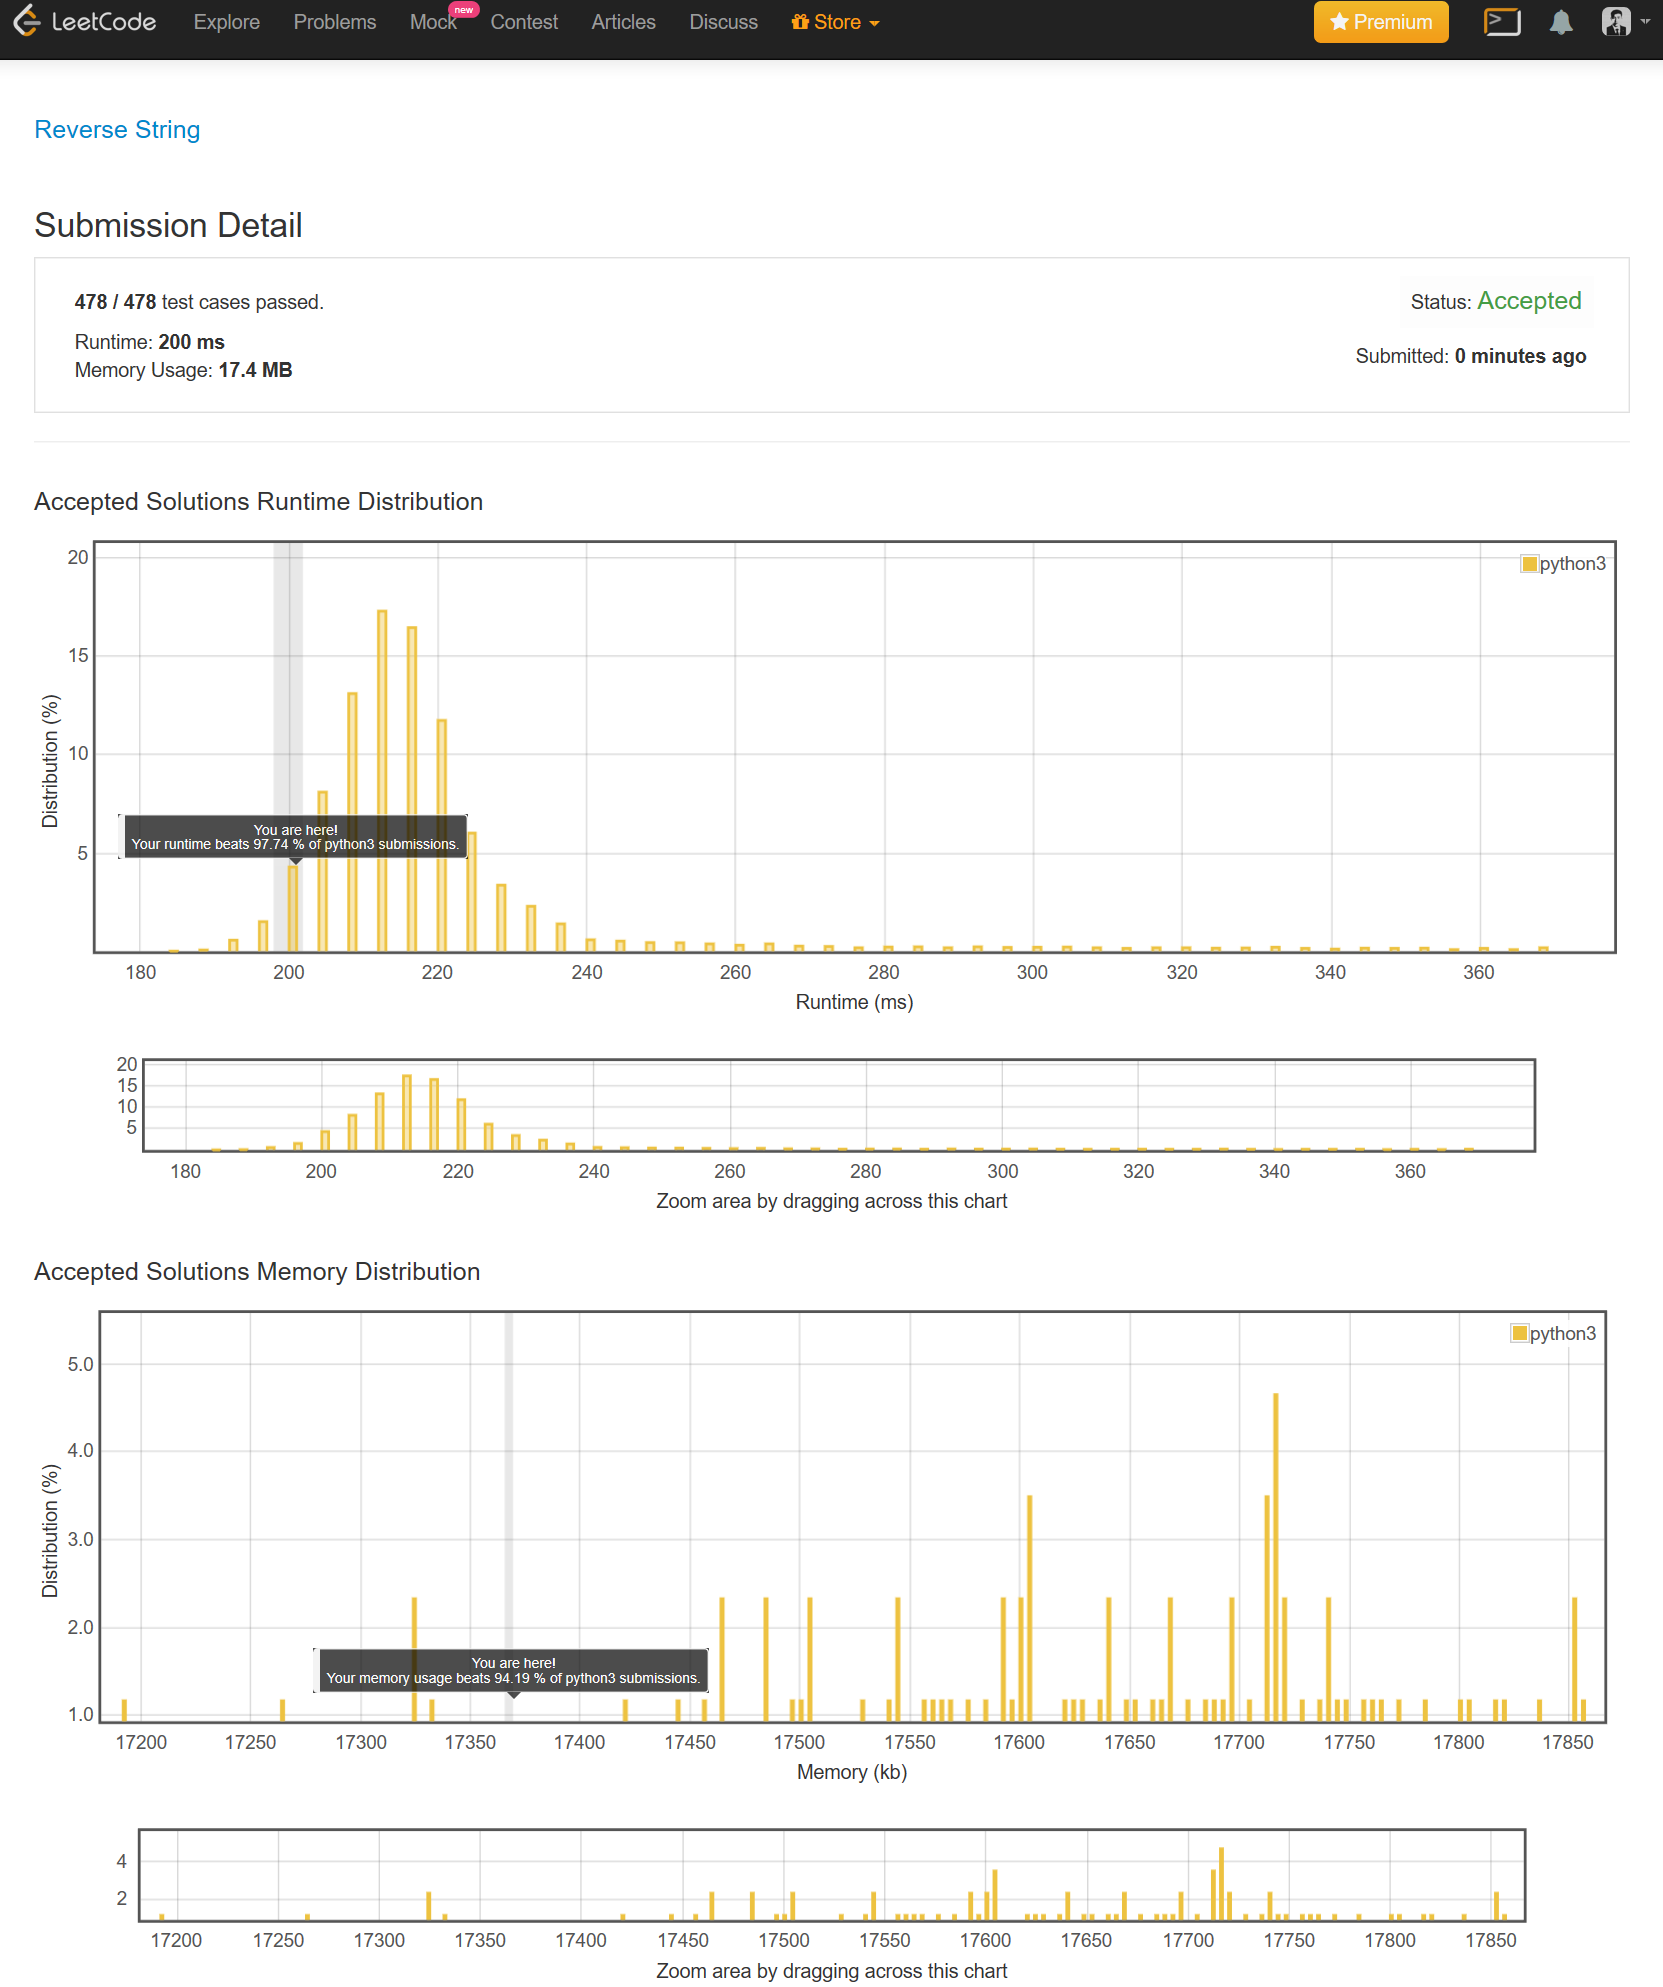 LeetCode Explore Problems Mock new Contest Articles Discuss Store Premium
Reverse String
Submission Detail
478 / 478 test cases passed.
Status: Accepted
Runtime: 200 ms
Submitted: 0 minutes ago
Memory Usage: 17.4 MB
Accepted Solutions Runtime Distribution
python3
20
15
10
5
Distribution (%)
You are here!
Your runtime beats 97.74 % of python3 submissions.
180 200 220 240 260 280 300 320 340 360
Runtime (ms)
20
15
10
5
180 200 220 240 260 280 300 320 340 360
Zoom area by dragging across this chart
Accepted Solutions Memory Distribution
python3
5.0
4.0
3.0
2.0
1.0
Distribution (%)
You are here!
Your memory usage beats 94.19 % of python3 submissions.
17200 17250 17300 17350 17400 17450 17500 17550 17600 17650 17700 17750 17800 17850
Memory (kb)
4
2
17200 17250 17300 17350 17400 17450 17500 17550 17600 17650 17700 17750 17800 17850
Zoom area by dragging across this chart